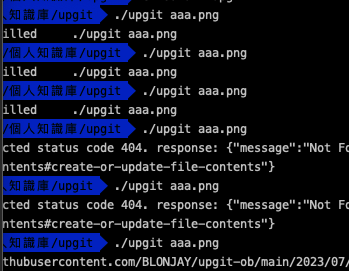 人知識庫/upgit ./upgit aaa.png
illed ./upgit aaa.png
/個人知識庫/upgit ./upgit aaa.png
illed ./upgit aaa.png
/個人知識庫/upgit ./upgit aaa.png
illed ./upgit aaa.png
/個人知識庫/upgit ./upgit aaa.png
cted status code 404. response: {"message":"Not Fo
ntents#create-or-update-file-contents"}
人知識庫/upgit ./upgit aaa.png
cted status code 404. response: {"message":"Not Fo
ntents#create-or-update-file-contents"}
人知識庫/upgit ./upgit aaa.png
thubusercontent.com/BLONJAY/upgit-ob/main/2023/07/